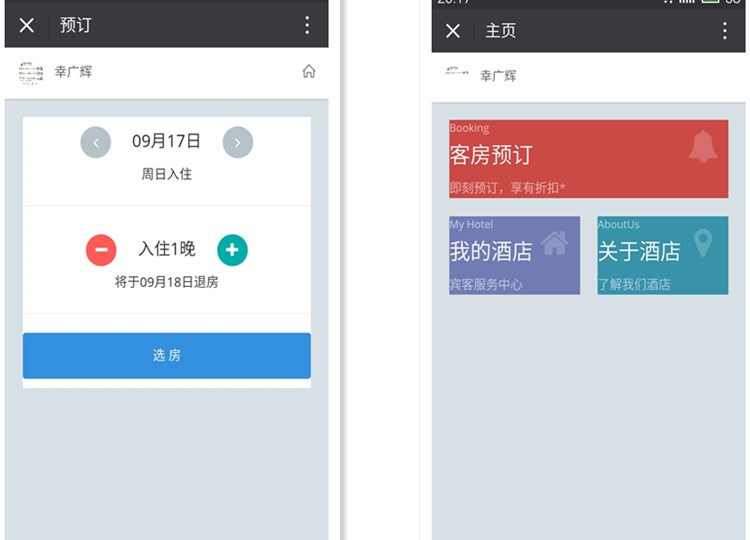 预订
幸广辉
09月17日
周日入住
入住1晚
将于09月18日退房
选房
主页
幸广辉
Booking
客房预订
即刻预订，享有折扣*
My Hotel
我的酒店
宾客服务中心
AboutUs
关于酒店
了解我们酒店